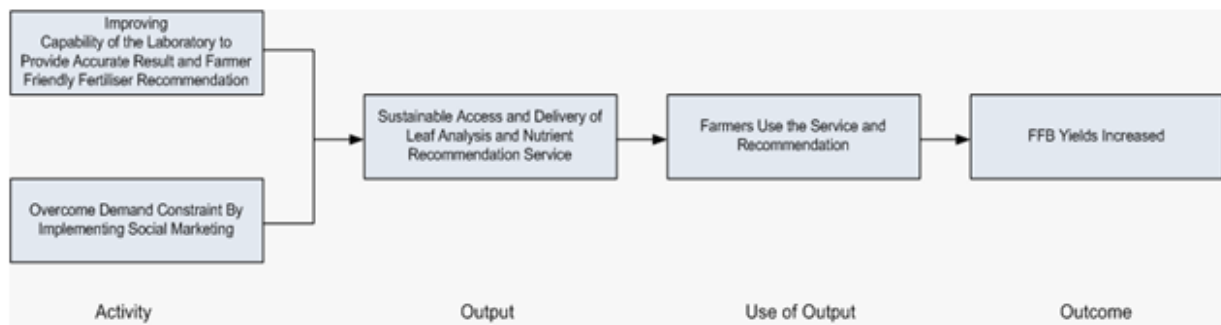 Improving
Capability of the Laboratory to
Provide Accurate Result and Farmer
Friendly Fertiliser Recommendation
Overcome Demand Constraint By
Implementing Social Marketing
Sustainable Access and Delivery of
Leaf Analysis and Nutrient
Recommendation Service
Farmers Use the Service and
Recommendation
FFB Yields Increased
Activity
Output
Use of Output
Outcome